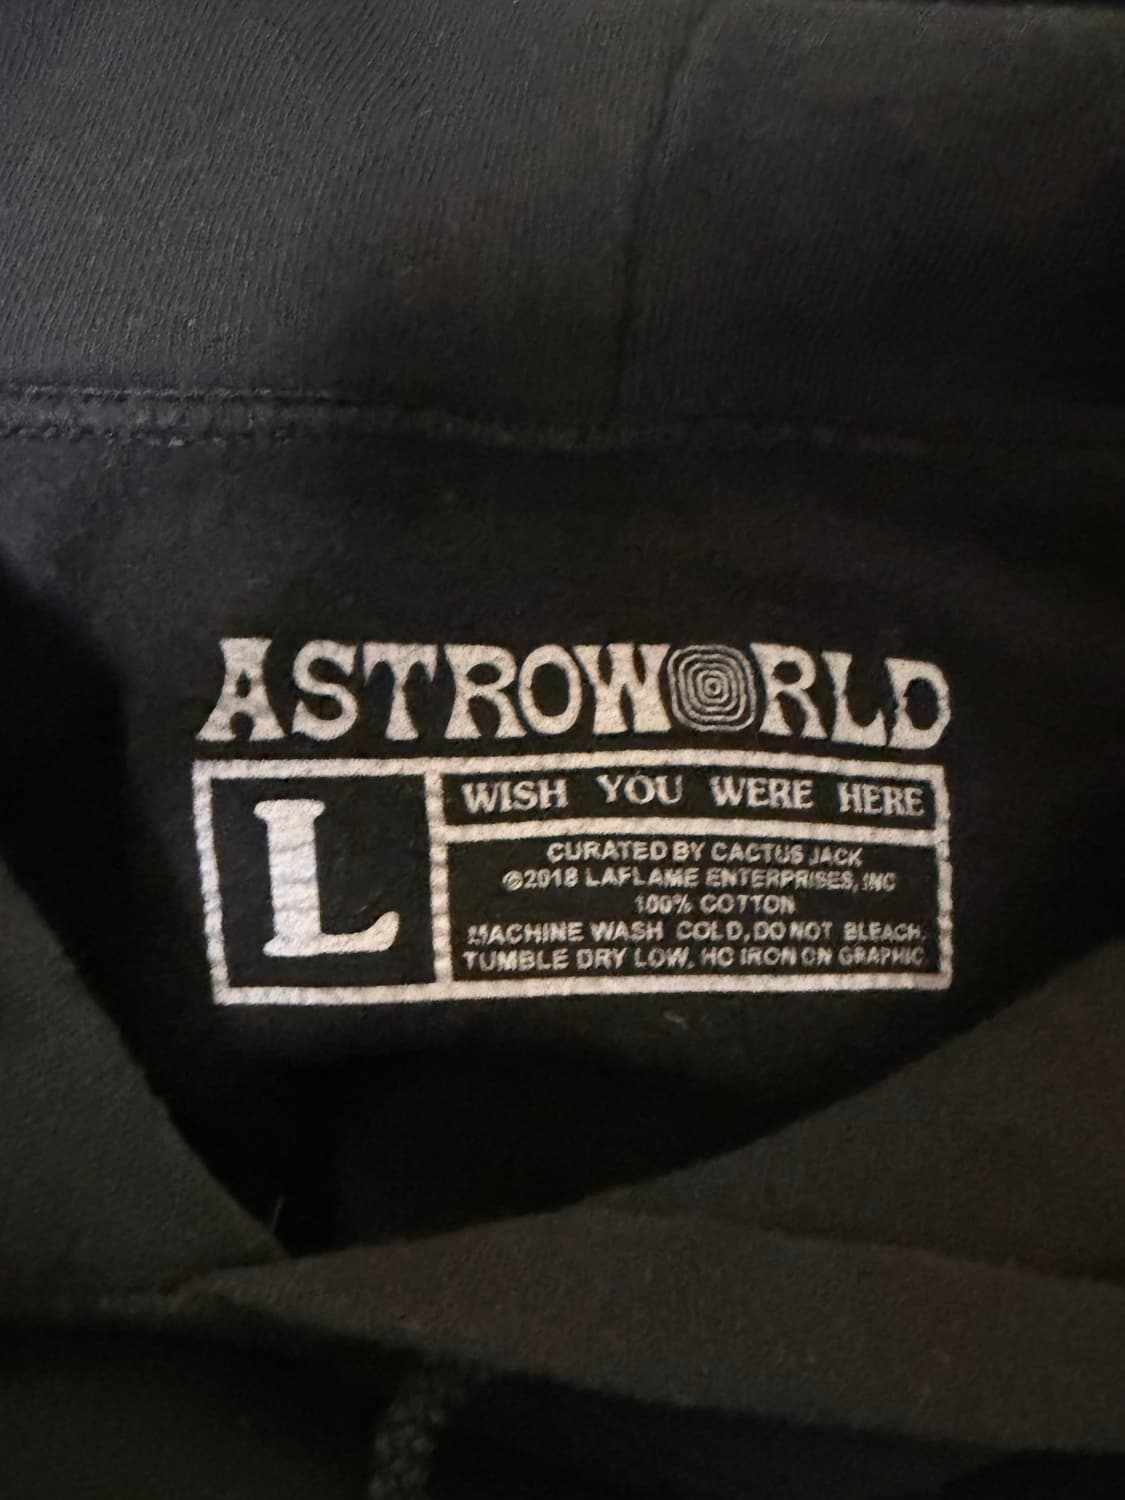 ASTROWORLD
L
WISH YOU WERE HERE
CURATED BY CACTUS JACK
©2018 LAFLAME ENTERPRISES, INC
100% COTTON
MACHINE WASH COLD, DO NOT BLEACH.
TUMBLE DRY LOW. NO IRON ON GRAPHIC